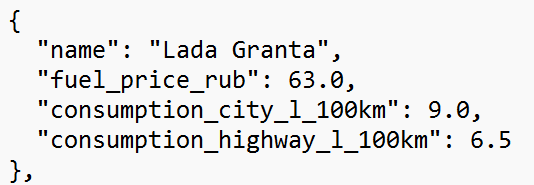 {
  "name": "Lada Granta",
  "fuel_price_rub": 63.0,
  "consumption_city_l_100km": 9.0,
  "consumption_highway_l_100km": 6.5
},